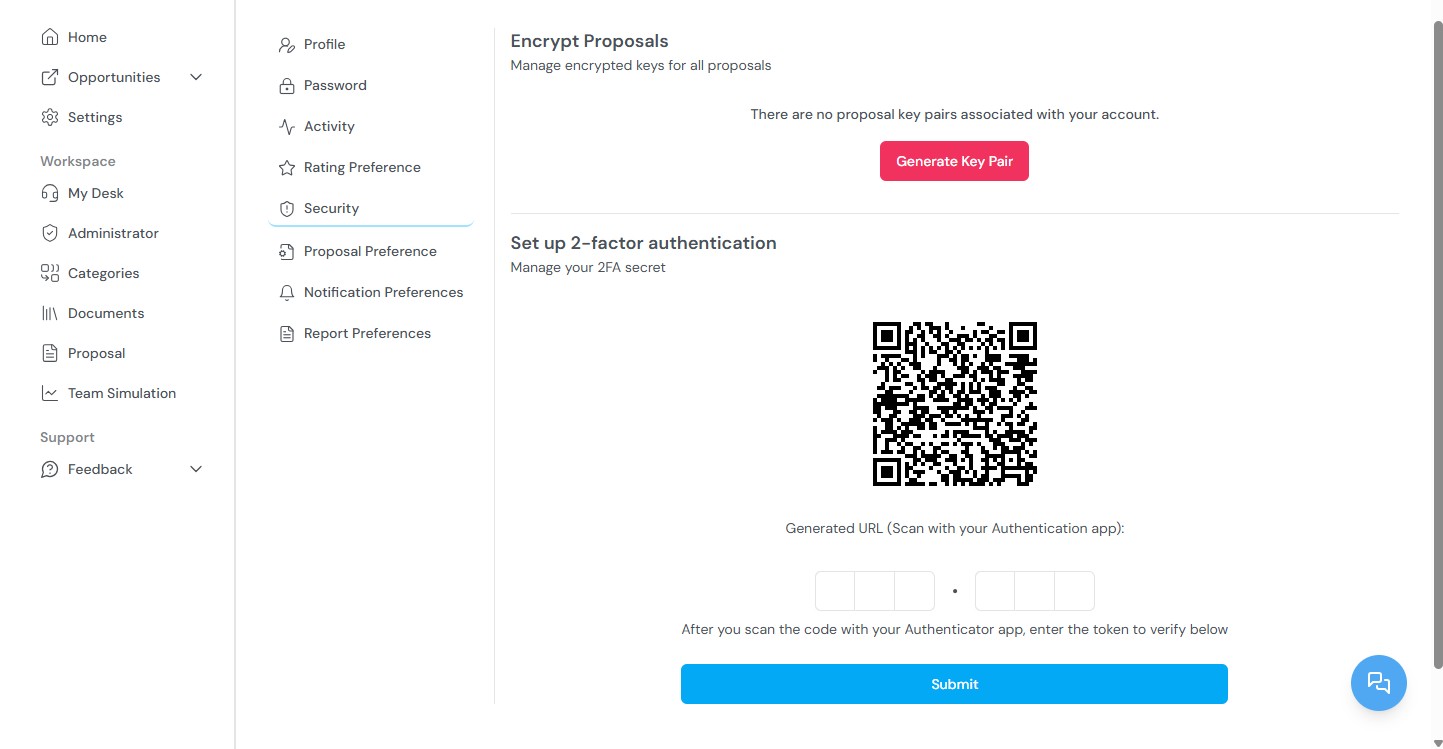 Home
Opportunities
Settings
Workspace
My Desk
Administrator
Categories
Documents
Proposal
Team Simulation
Support
Feedback
Profile
Password
Activity
Rating Preference
Security
Proposal Preference
Notification Preferences
Report Preferences
Encrypt Proposals
Manage encrypted keys for all proposals
There are no proposal key pairs associated with your account.
Generate Key Pair
Set up 2-factor authentication
Manage your 2FA secret
Generated URL (Scan with your Authentication app):
After you scan the code with your Authenticator app, enter the token to verify below
Submit